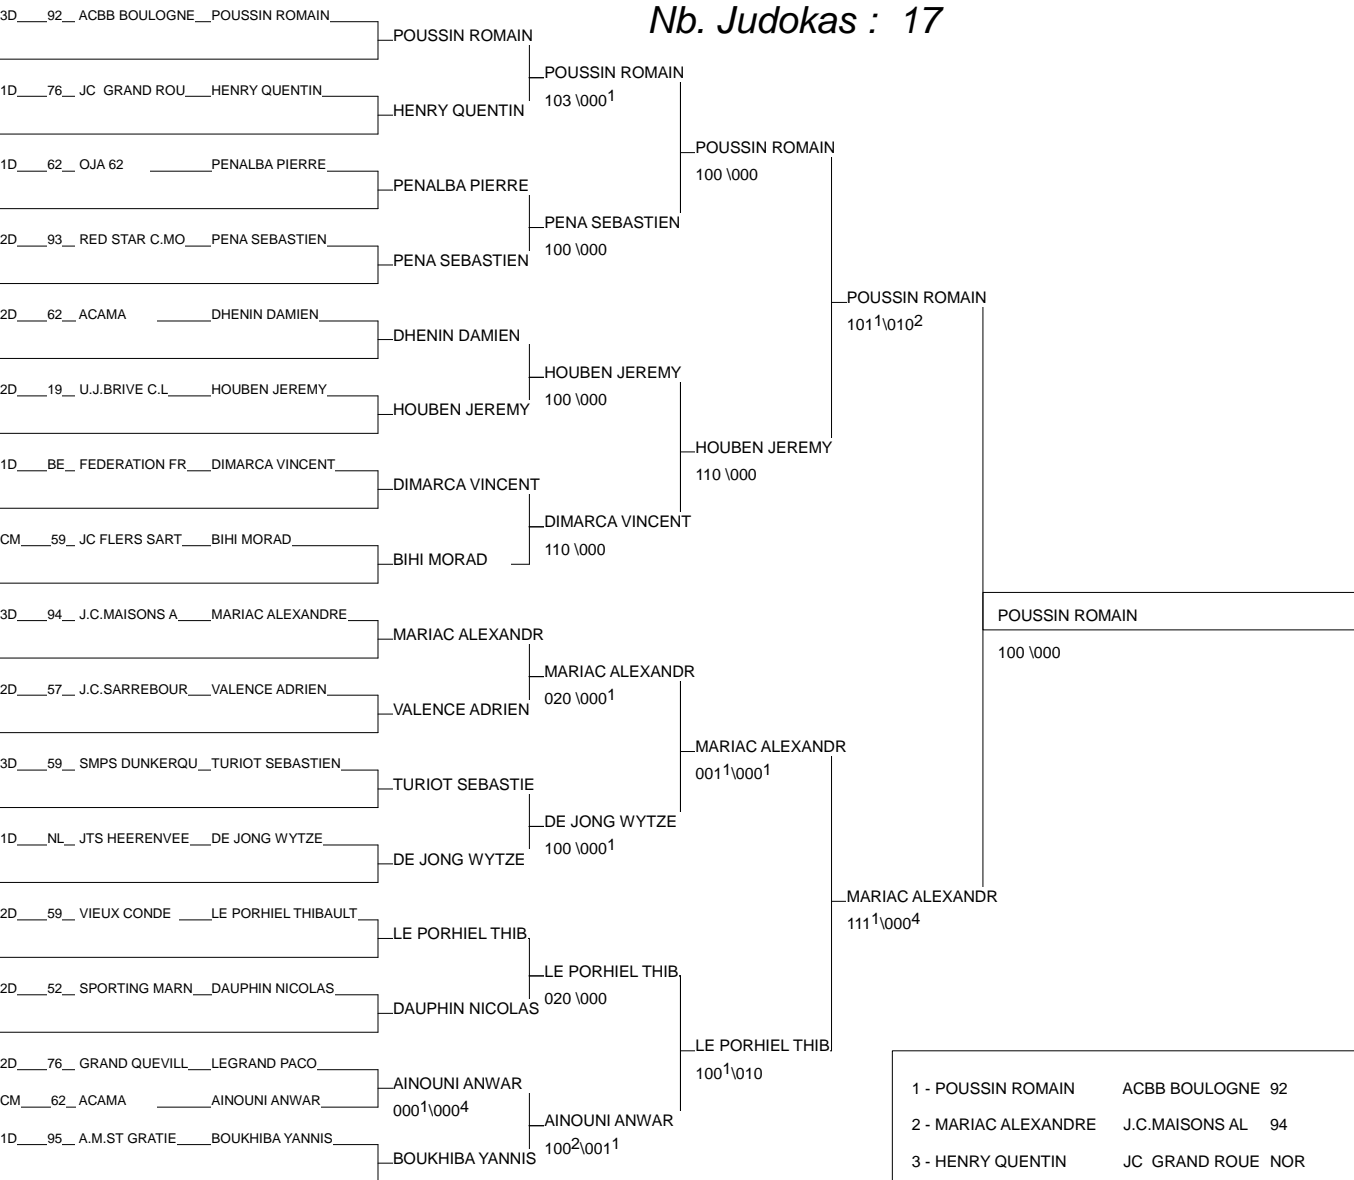 Nb. Judokas : 17
3D 92 ACBB BOULOGNE POUSSIN ROMAIN
POUSSIN ROMAIN
POUSSIN ROMAIN
103 \000 1
1D 76 JC GRAND ROU HENRY QUENTIN
HENRY QUENTIN
POUSSIN ROMAIN
100 \000
1D 62 OJA 62 PENALBA PIERRE
PENALBA PIERRE
PENA SEBASTIEN
100 \000
2D 93 RED STAR C.MO PENA SEBASTIEN
PENA SEBASTIEN
POUSSIN ROMAIN
101 1\010 2
2D 62 ACAMA DHENIN DAMIEN
DHENIN DAMIEN
HOUBEN JEREMY
100 \000
2D 19 U.J.BRIVE C.L HOUBEN JEREMY
HOUBEN JEREMY
HOUBEN JEREMY
110 \000
1D BE FEDERATION FR DIMARCA VINCENT
DIMARCA VINCENT
DIMARCA VINCENT
110 \000
CM 59 JC FLERS SART BIHI MORAD
BIHI MORAD
POUSSIN ROMAIN
100 \000
3D 94 J.C.MAISONS A MARIAC ALEXANDRE
MARIAC ALEXANDR
MARIAC ALEXANDR
020 \000 1
2D 57 J.C.SARREBOUR VALENCE ADRIEN
VALENCE ADRIEN
MARIAC ALEXANDR
001 1\000 1
3D 59 SMPS DUNKERQU TURIOT SEBASTIEN
TURIOT SEBASTIE
DE JONG WYTZE
100 \000 1
1D NL JTS HEERENVEE DE JONG WYTZE
DE JONG WYTZE
MARIAC ALEXANDR
111 1\000 4
2D 59 VIEUX CONDE LE PORHIEL THIBAULT
LE PORHIEL THIB
LE PORHIEL THIB
020 \000
2D 52 SPORTING MARN DAUPHIN NICOLAS
DAUPHIN NICOLAS
LE PORHIEL THIB
100 1\010
2D 76 GRAND QUEVILL LEGRAND PACO
AINOUNI ANWAR
000 1\000 4
CM 62 ACAMA AINOUNI ANWAR
AINOUNI ANWAR
100 2\001 1
1D 95 A.M.ST GRATIE BOUKHIBA YANNIS
BOUKHIBA YANNIS
1 - POUSSIN ROMAIN ACBB BOULOGNE 92
2 - MARIAC ALEXANDRE J.C.MAISONS AL 94
3 - HENRY QUENTIN JC GRAND ROUE NOR